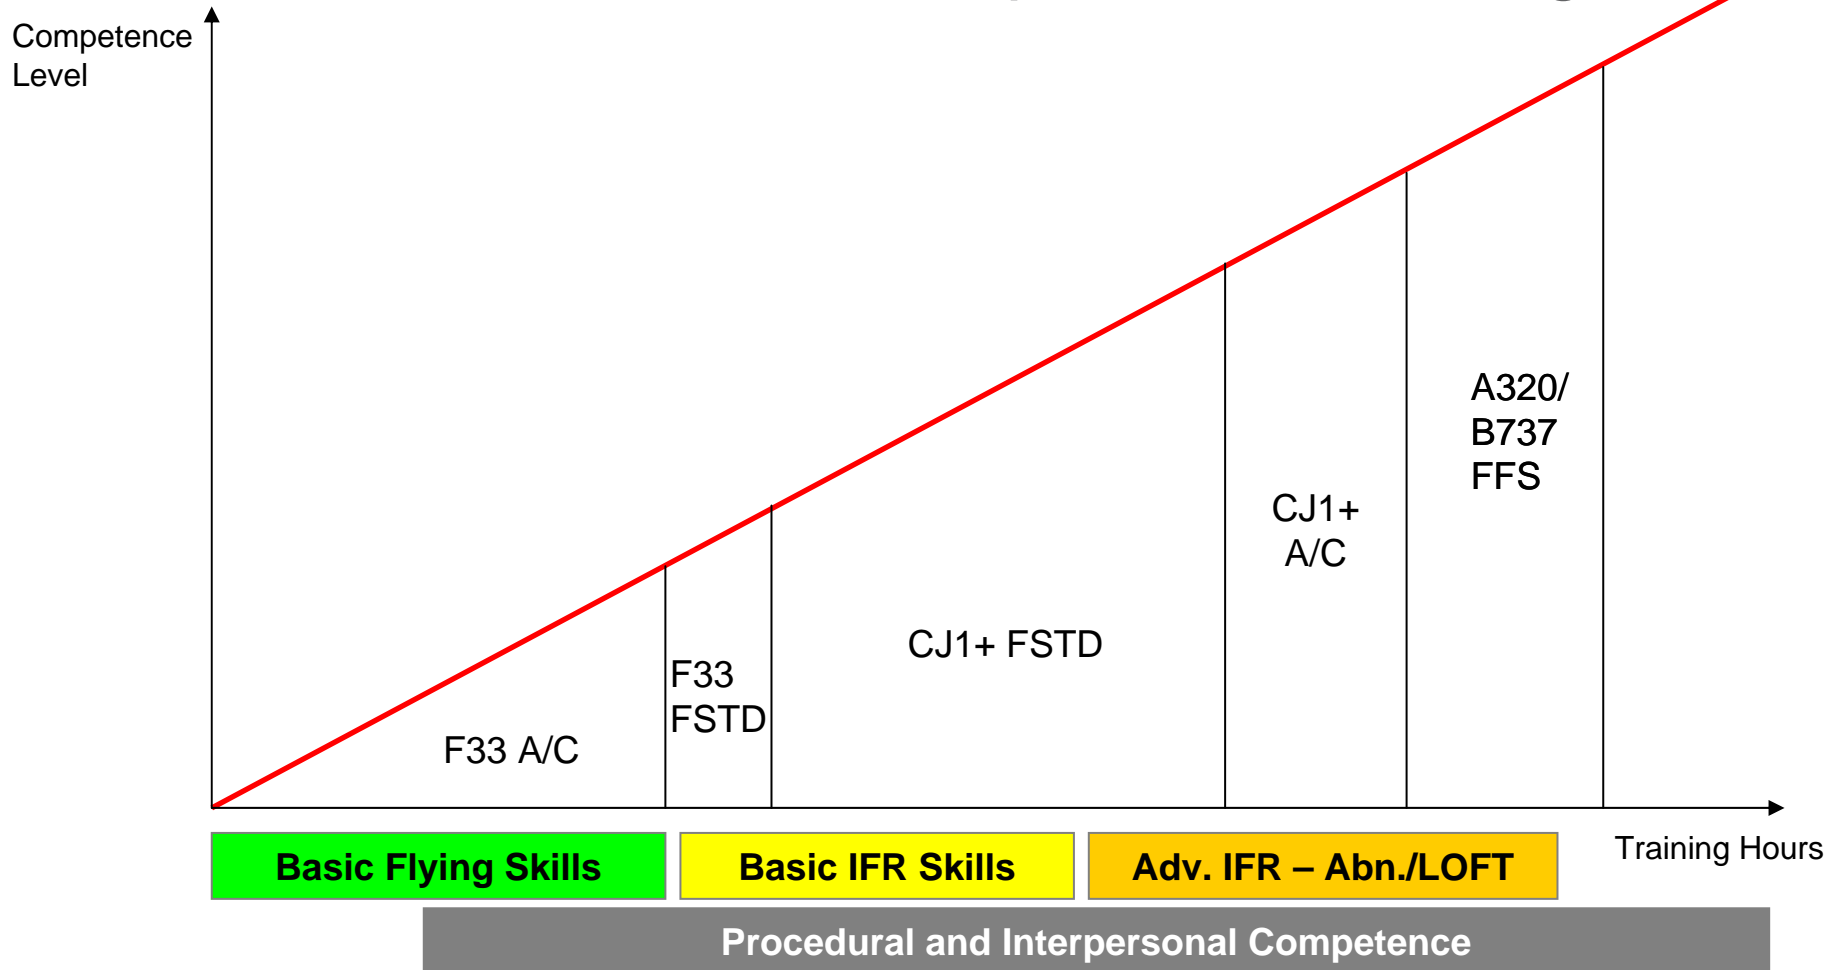 Competence
Level
A320/
B737
FFS
CJ1+
A/C
CJ1+ FSTD
F33
FSTD
F33 A/C
Training Hours
Basic Flying Skills
Basic IFR Skills
Adv. IFR – Abn./LOFT
Procedural and Interpersonal Competence